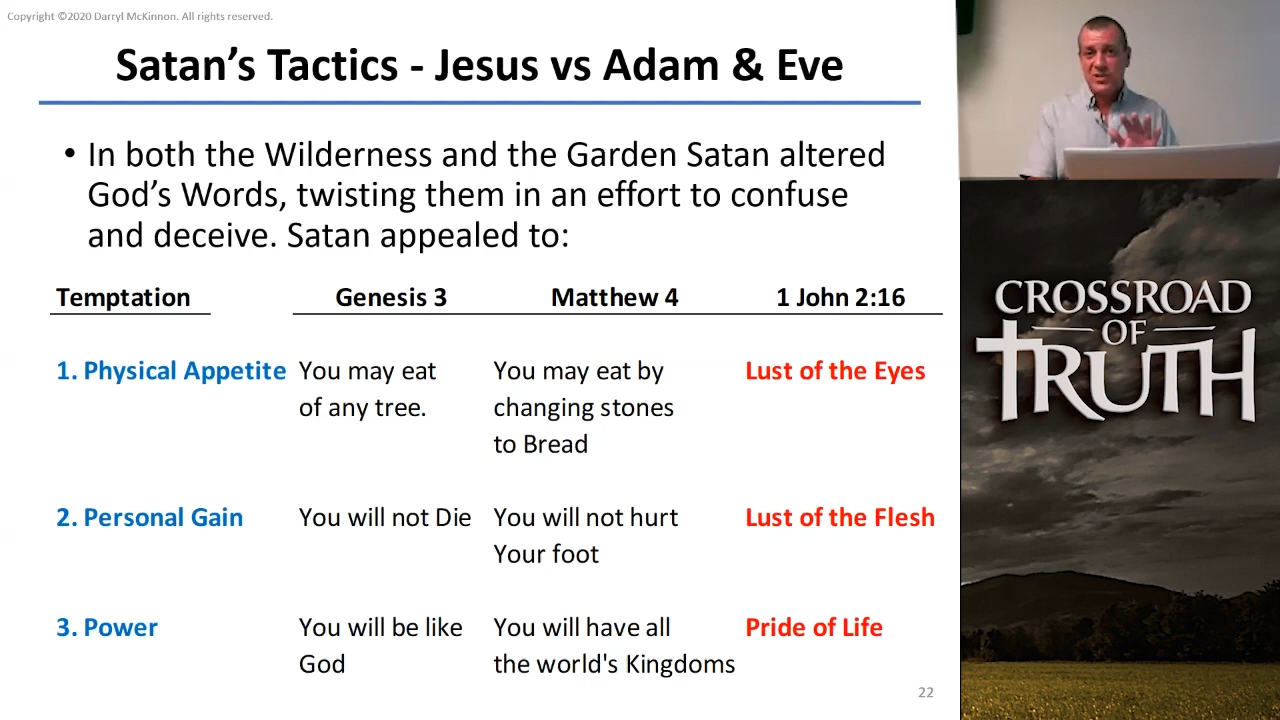 Copyright ©2020 Darryl McKinnon. All rights reserved.
Satan’s Tactics - Jesus vs Adam & Eve
• In both the Wilderness and the Garden Satan altered
God’s Words, twisting them in an effort to confuse
and deceive. Satan appealed to:
Temptation Genesis 3 Matthew 4 1 John 2:16
1. Physical Appetite You may eat You may eat by Lust of the Eyes
of any tree. changing stones
to Bread
2. Personal Gain You will not Die You will not hurt Lust of the Flesh
Your foot
3. Power You will be like You will have all Pride of Life
God the world's Kingdoms
22
CROSSROAD
OF
TRUTH